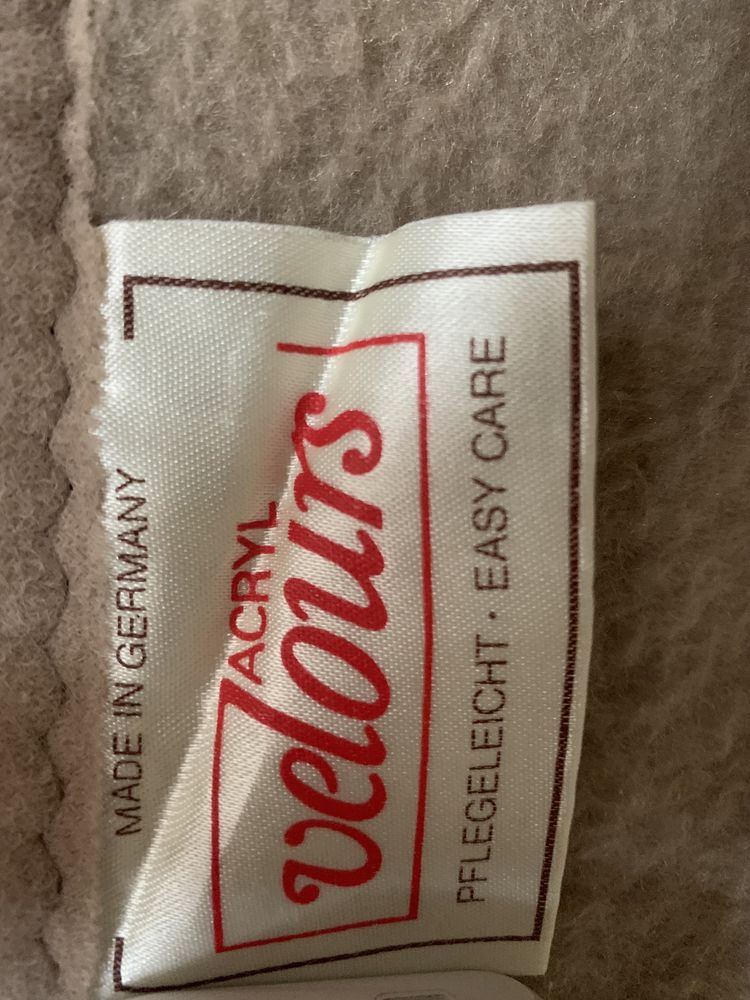 MADE IN GERMANY
ACRYL
velours
PFLEGELEICHT · EASY CARE